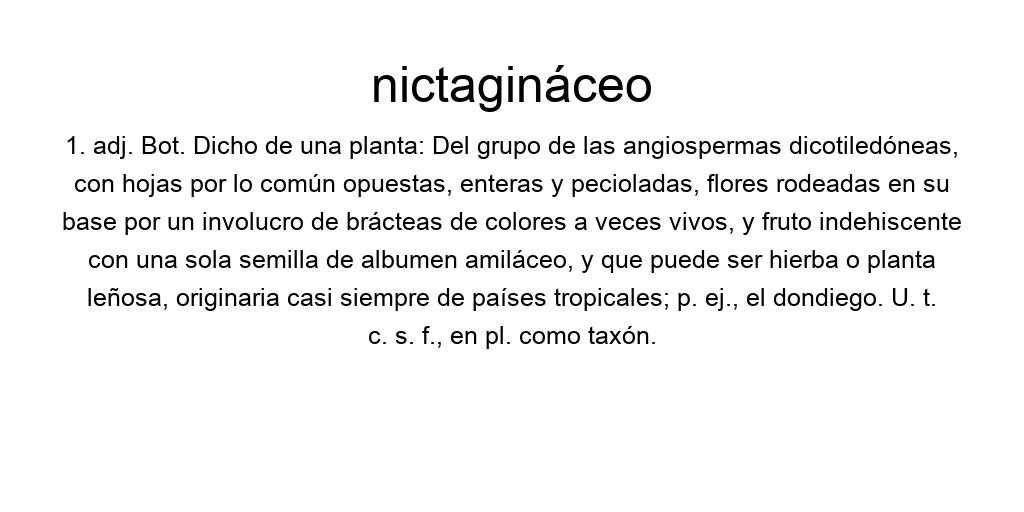 nictagináceo
1. adj. Bot. Dicho de una planta: Del grupo de las angiospermas dicotiledóneas,
con hojas por lo común opuestas, enteras y pecioladas, flores rodeadas en su
base por un involucro de brácteas de colores a veces vivos, y fruto indehiscente
con una sola semilla de albumen amiláceo, y que puede ser hierba o planta
leñosa, originaria casi siempre de países tropicales; p. ej., el dondiego. U. t.
c. s. f., en pl. como taxón.